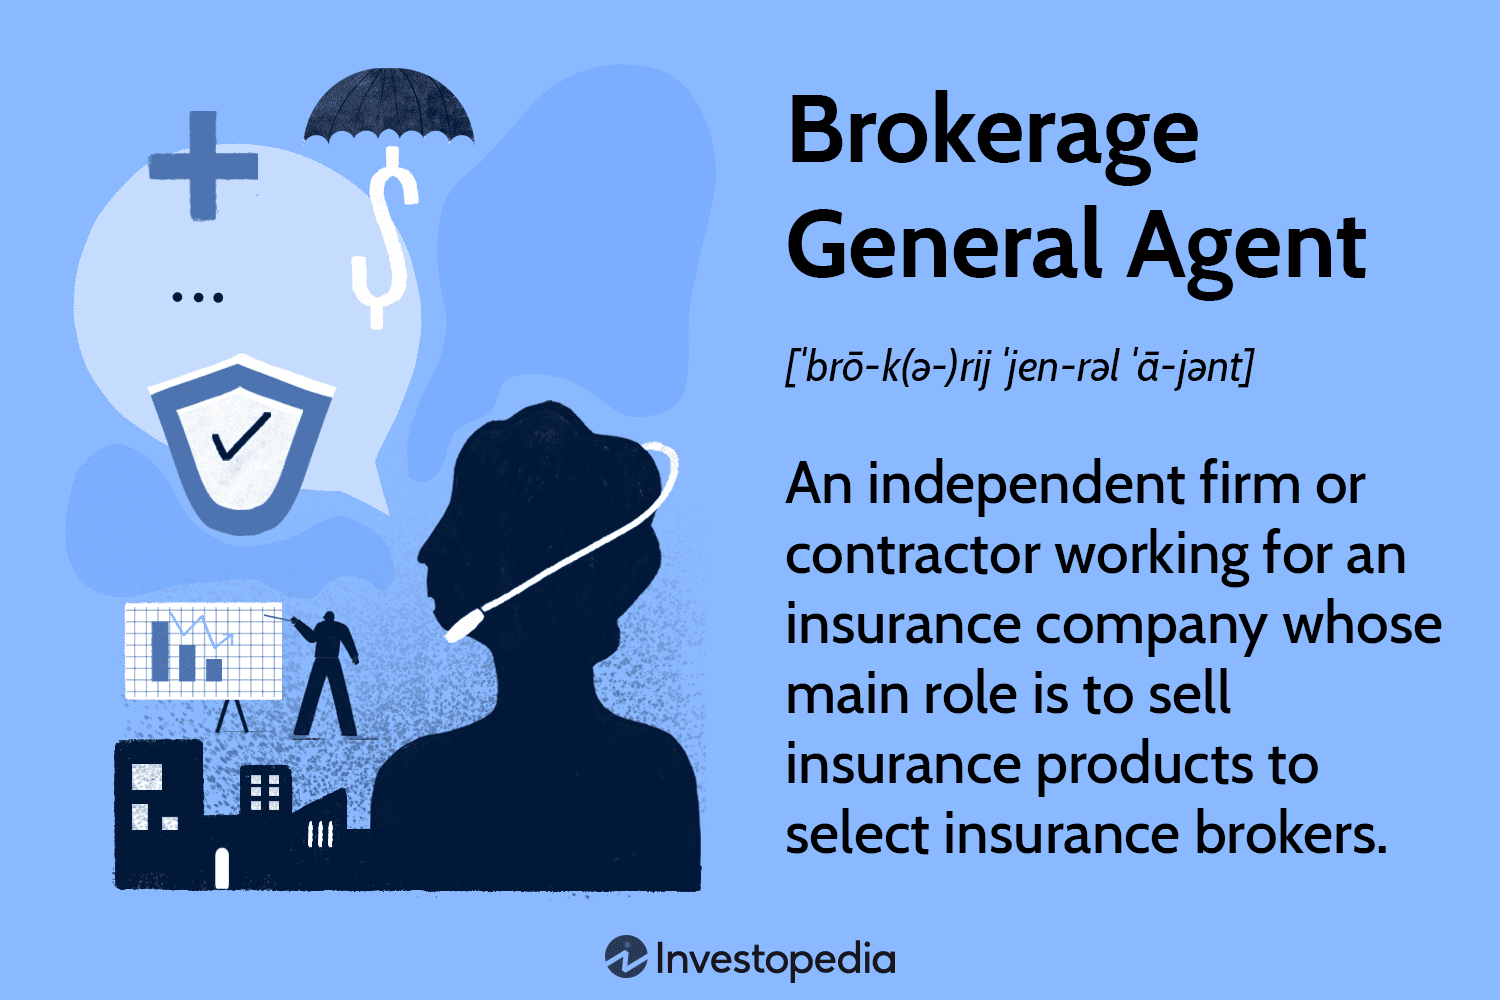 Brokerage
General Agent
[ˈbrō-k(ə-)rij ˈjen-rəl ˈā-jənt]
An independent firm or
contractor working for an
insurance company whose
main role is to sell
insurance products to
select insurance brokers.
Investopedia